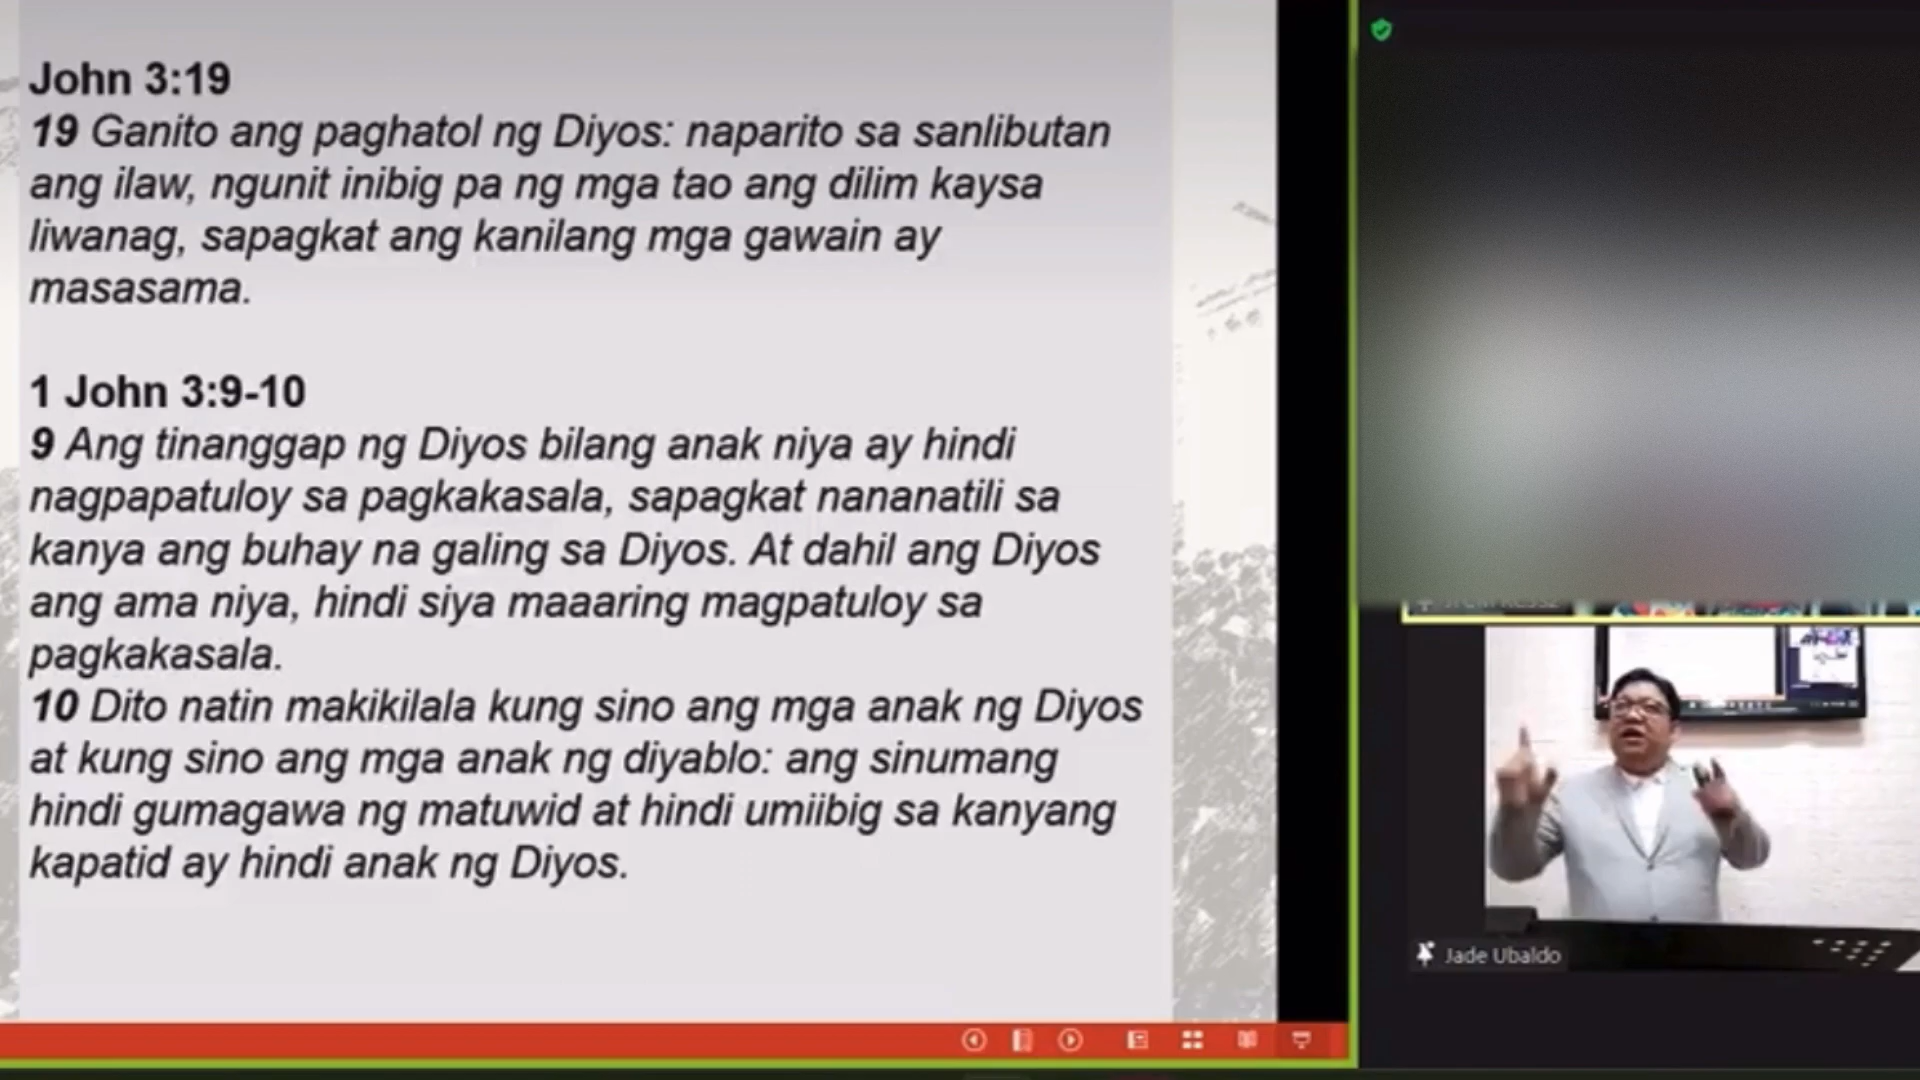 John 3:19
19 Ganito ang paghatol ng Diyos: naparito sa sanlibutan
ang ilaw, ngunit inibig pa ng mga tao ang dilim kaysa
liwanag, sapagkat ang kanilang mga gawain ay
masasama.
1 John 3:9-10
9 Ang tinanggap ng Diyos bilang anak niya ay hindi
nagpapatuloy sa pagkakasala, sapagkat nananatili sa
kanya ang buhay na galing sa Diyos. At dahil ang Diyos
ang ama niya, hindi siya maaaring magpatuloy sa
pagkakasala.
10 Dito natin makikilala kung sino ang mga anak ng Diyos
at kung sino ang mga anak ng diyablo: ang sinumang
hindi gumagawa ng matuwid at hindi umiibig sa kanyang
kapatid ay hindi anak ng Diyos.
Jade Ubaldo